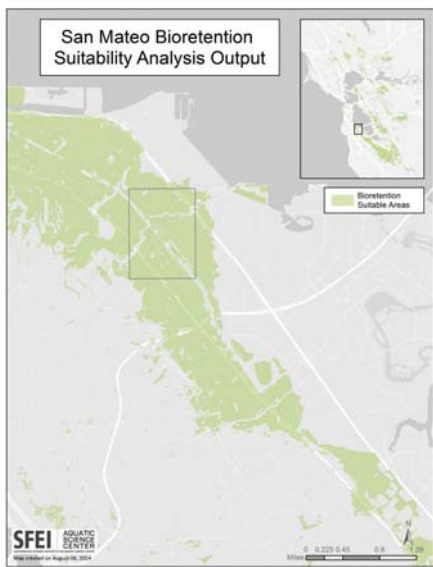 San Mateo Bioretention
Suitability Analysis Output
Bioretention
Suitable Areas
SFEI
AQUATIC
SCIENCE
CENTER
Map created on August 06, 2014
N
Miles
0 0.225 0.45 0.9 1.35